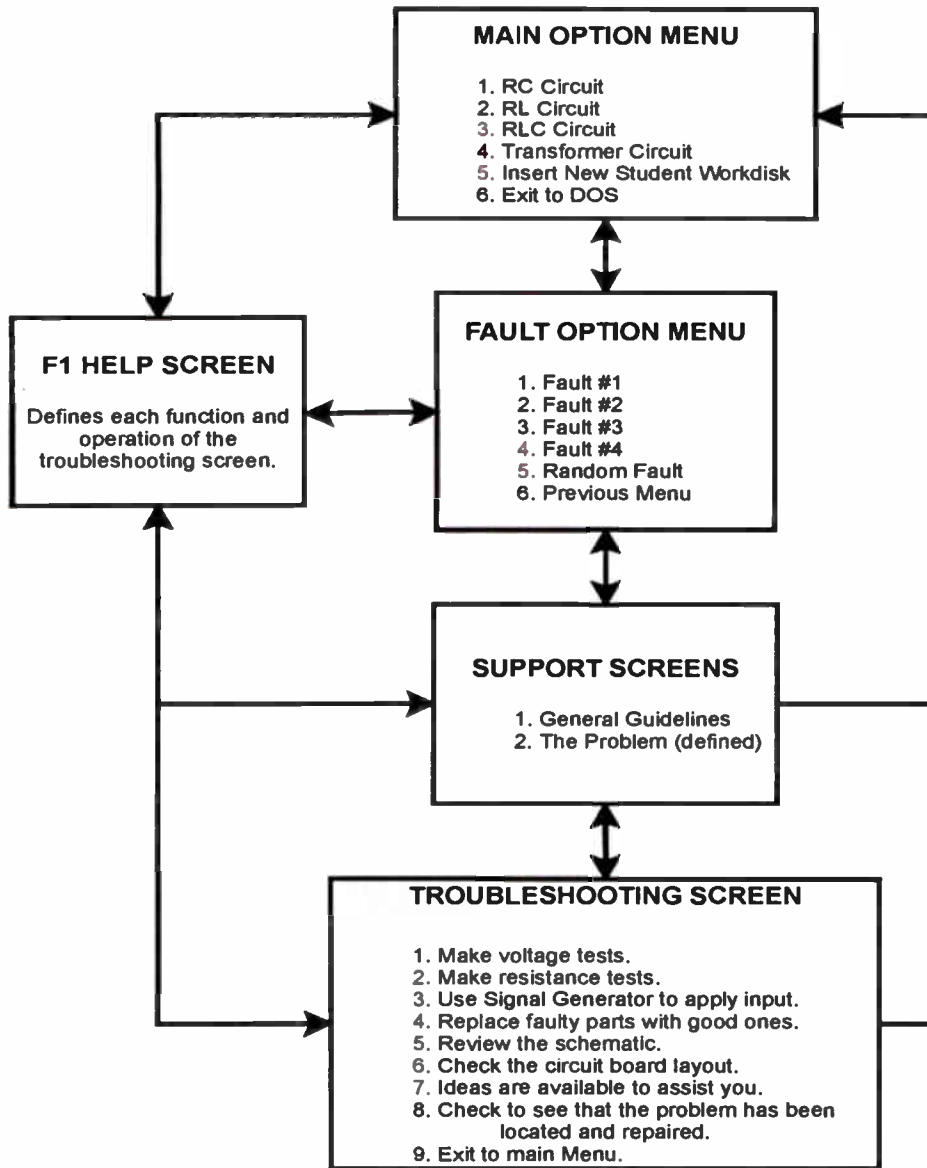 MAIN OPTION MENU
1. RC Circuit
2. RL Circuit
3. RLC Circuit
4. Transformer Circuit
5. Insert New Student Workdisk
6. Exit to DOS
F1 HELP SCREEN
Defines each function and
operation of the
troubleshooting screen.
FAULT OPTION MENU
1. Fault #1
2. Fault #2
3. Fault #3
4. Fault #4
5. Random Fault
6. Previous Menu
SUPPORT SCREENS
1. General Guidelines
2. The Problem (defined)
TROUBLESHOOTING SCREEN
1. Make voltage tests.
2. Make resistance tests.
3. Use Signal Generator to apply input.
4. Replace faulty parts with good ones.
5. Review the schematic.
6. Check the circuit board layout.
7. Ideas are available to assist you.
8. Check to see that the problem has been
located and repaired.
9. Exit to main Menu.